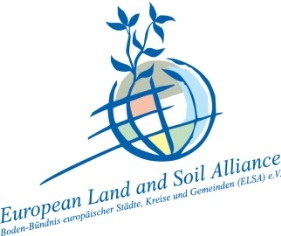 European Land and Soil Alliance
Boden-Bündnis europäischer Städte, Kreise und Gemeinden (ELSA) e.V.